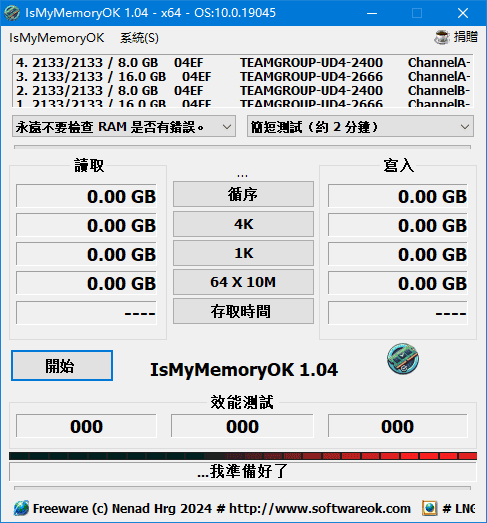 IsMyMemoryOK 1.04 - x64 - OS:10.0.19045
IsMyMemoryOK 系統(S) 捐贈
4. 2133/2133 / 8.0 GB 04EF TEAMGROUP-UD4-2400 ChannelA-
3. 2133/2133 / 16.0 GB 04EF TEAMGROUP-UD4-2666 ChannelA-
2. 2133/2133 / 8.0 GB 04EF TEAMGROUP-UD4-2400 ChannelB-
1. 2133/2133 / 16.0 GB 04EF TEAMGROUP-UD4-2666 ChannelB-
永遠不要檢查 RAM 是否有錯誤。 簡短測試（約 2 分鐘）
讀取 ... 寫入
0.00 GB 循序 0.00 GB
0.00 GB 4K 0.00 GB
0.00 GB 1K 0.00 GB
0.00 GB 64 X 10M 0.00 GB
---- 存取時間 ----
開始 IsMyMemoryOK 1.04
效能測試
000 000 000
...我準備好了
Freeware (c) Nenad Hrg 2024 # http://www.softwareok.com # LNG